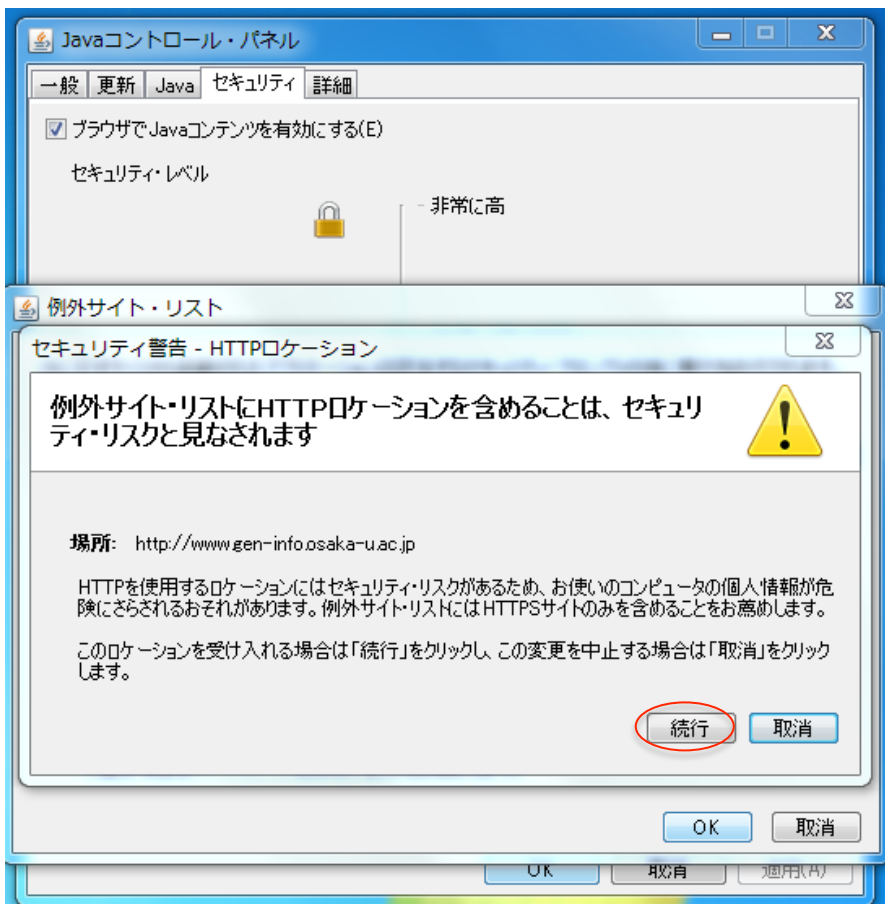 Javaコントロール・パネル
一般 更新 Java セキュリティ 詳細
ブラウザでJavaコンテンツを有効にする(E)
セキュリティ・レベル
- 非常に高
例外サイト・リスト
セキュリティ警告 - HTTPロケーション
例外サイト・リストにHTTPロケーションを含めることは、セキュリ
ティ・リスクと見なされます
場所: http://www.gen-info.osaka-u.ac.jp
HTTPを使用するロケーションにはセキュリティ・リスクがあるため、お使いのコンピュータの個人情報が危
険にさらされるおそれがあります。例外サイト・リストにはHTTPSサイトのみを含めることをお薦めします。
このロケーションを受け入れる場合は「続行」をクリックし、この変更を中止する場合は「取消」をクリック
します。
続行 取消
OK 取消
OK 取消 適用(A)